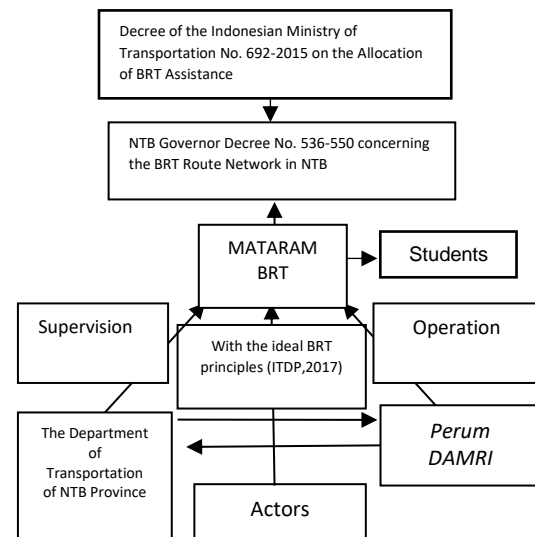 Decree of the Indonesian Ministry of
Transportation No. 692-2015 on the Allocation
of BRT Assistance
NTB Governor Decree No. 536-550 concerning
the BRT Route Network in NTB
MATARAM
BRT
Students
Supervision
With the ideal BRT
principles (ITDP,2017)
Operation
The Department
of
Transportation
of NTB Province
Perum
DAMRI
Actors